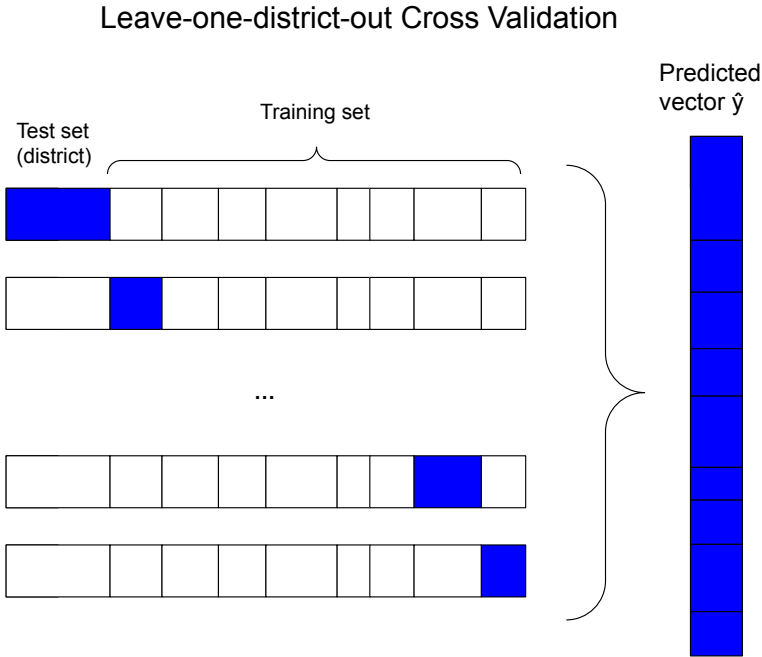 Leave-one-district-out Cross Validation
Predicted
vector ŷ
Training set
Test set
(district)
...